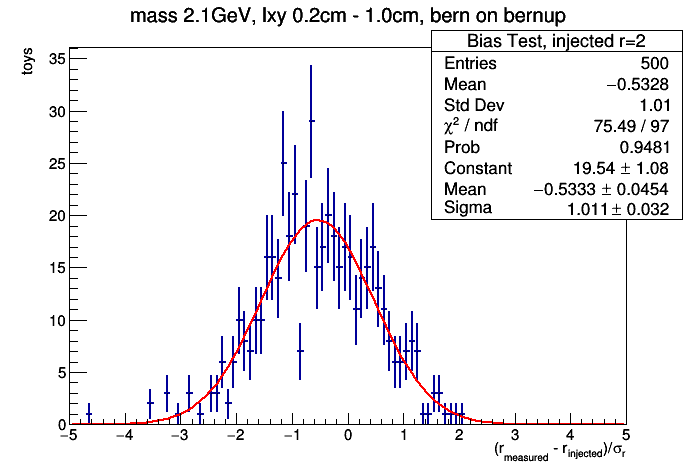 mass 2.1GeV, lxy 0.2cm - 1.0cm, bern on bernup
Bias Test, injected r=2
Entries 500
Mean −0.5328
Std Dev 1.01
χ² / ndf 75.49 / 97
Prob 0.9481
Constant 19.54 ± 1.08
Mean −0.5333 ± 0.0454
Sigma 1.011 ± 0.032
toys
35
30
25
20
15
10
5
0
−5 −4 −3 −2 −1 0 1 2 3 4 5
(r_measured - r_injected)/σ_r